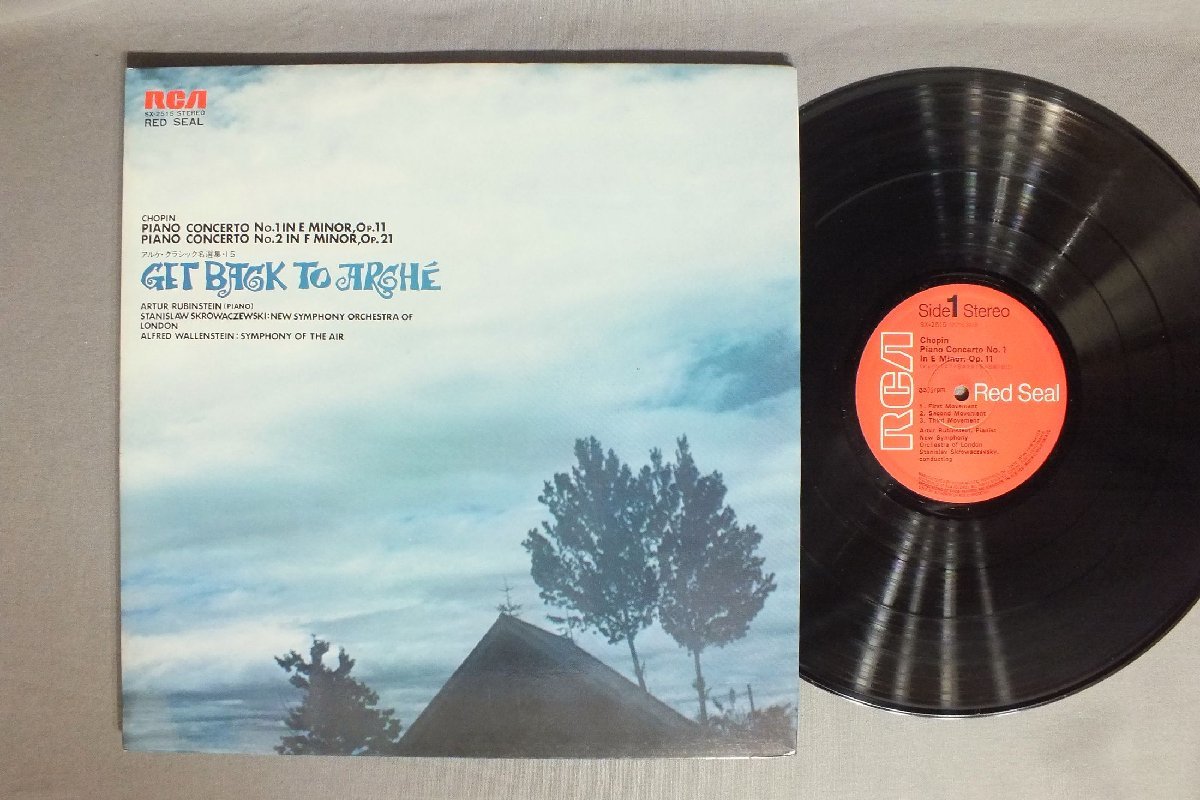 RCA
SX-2515 STEREO
RED SEAL
CHOPIN
PIANO CONCERTO No.1 IN E MINOR, Op.11
PIANO CONCERTO No.2 IN F MINOR, Op.21
アルケ・クラシック名選集・15
GET BACK TO ARCHÉ
ARTUR RUBINSTEIN (PIANO)
STANISLAW SKROWACZEWSKI: NEW SYMPHONY ORCHESTRA OF
LONDON
ALFRED WALLENSTEIN: SYMPHONY OF THE AIR
Side 1 Stereo
SX-2515
Chopin
Piano Concerto No. 1
in E Minor, Op. 11
RCA
Red Seal
1. First Movement
2. Second Movement
3. Third Movement
Artur Rubinstein, Pianist
New Symphony
Orchestra of London
Stanislav Skrowaczevsky,
conducting